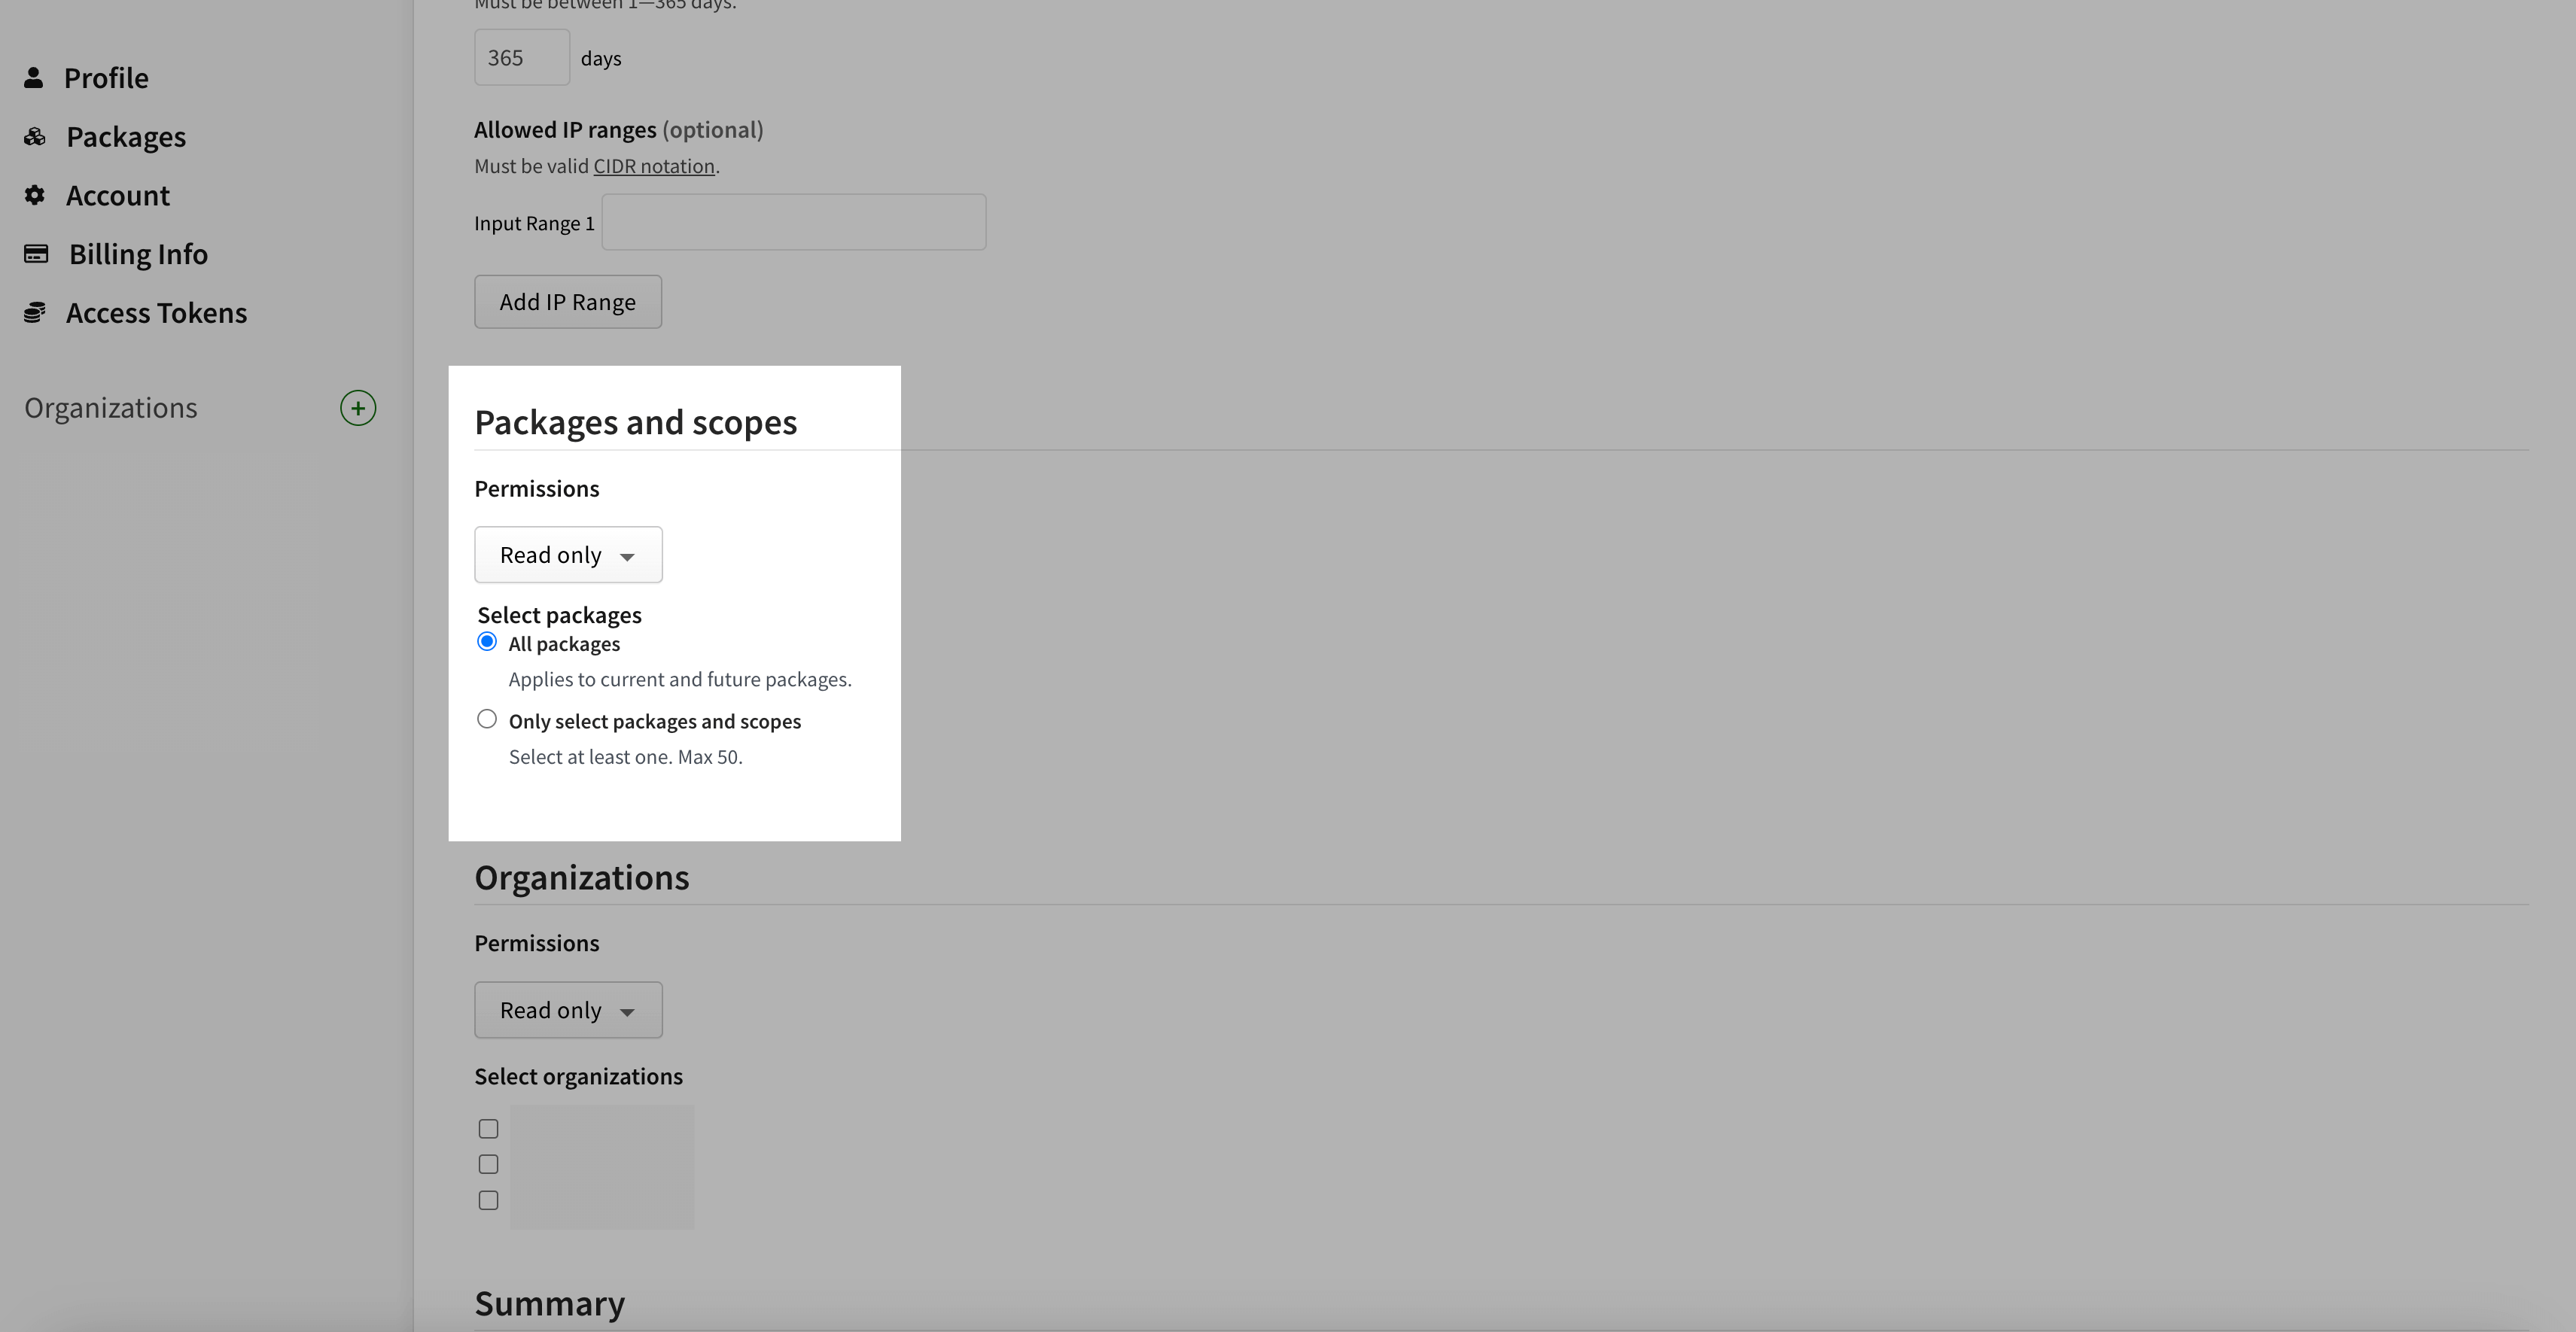 Profile
Packages
Account
Billing Info
Access Tokens
Organizations
Must be between 1—365 days.
365 days
Allowed IP ranges (optional)
Must be valid CIDR notation.
Input Range 1
Add IP Range
Packages and scopes
Permissions
Read only
Select packages
All packages
Applies to current and future packages.
Only select packages and scopes
Select at least one. Max 50.
Organizations
Permissions
Read only
Select organizations
Summary